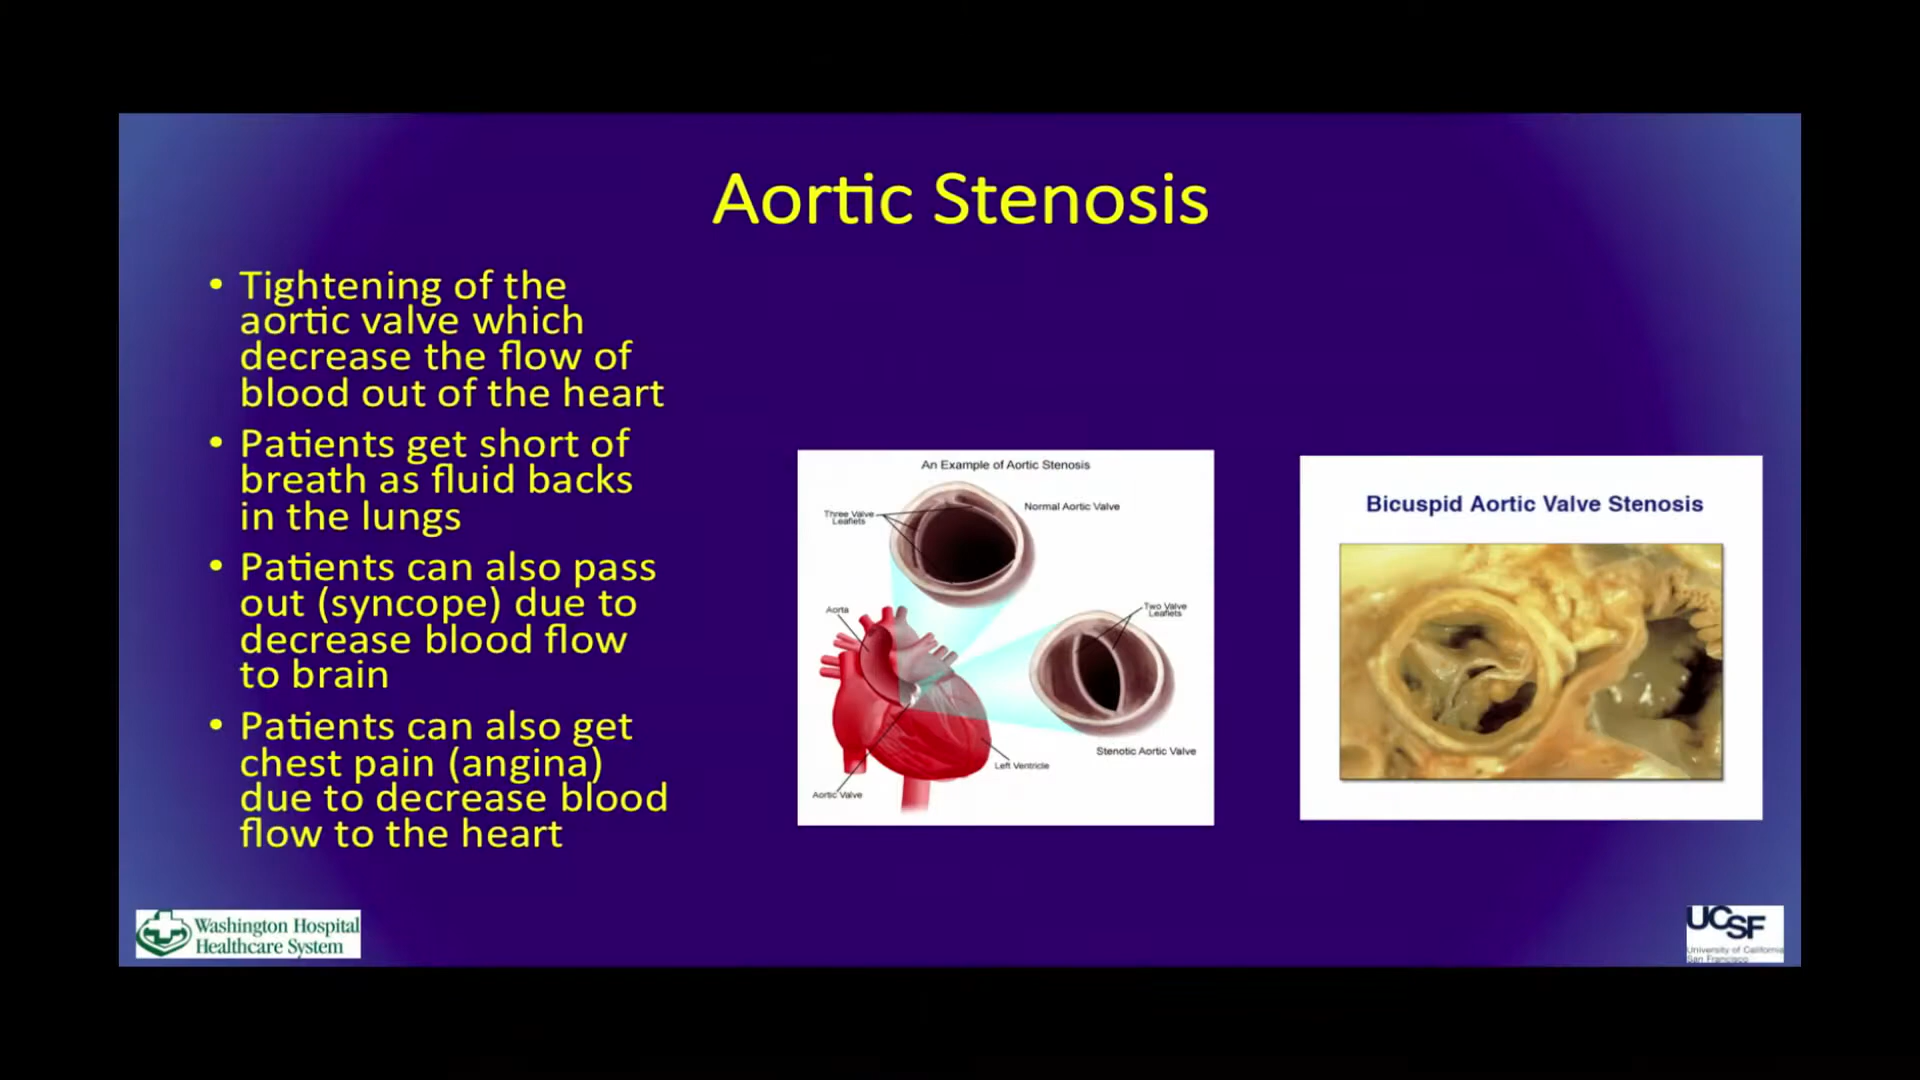 Aortic Stenosis
• Tightening of the
aortic valve which
decrease the flow of
blood out of the heart
• Patients get short of
breath as fluid backs
in the lungs
• Patients can also pass
out (syncope) due to
decrease blood flow
to brain
• Patients can also get
chest pain (angina)
due to decrease blood
flow to the heart
An Example of Aortic Stenosis
Three Valve
Leaflets
Normal Aortic Valve
Aorta
Two Valve
Leaflets
Stenotic Aortic Valve
Left Ventricle
Aortic Valve
Bicuspid Aortic Valve Stenosis
Washington Hospital
Healthcare System
UCSF
University of California
San Francisco